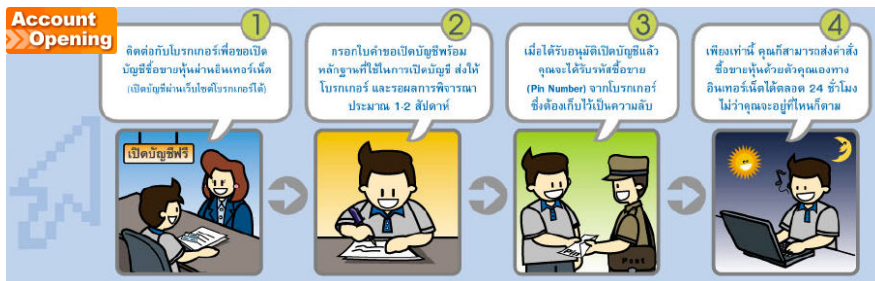 Account
Opening
1
ติดต่อกับโบรกเกอร์เพื่อขอเปิด
บัญชีซื้อขายหุ้นผ่านอินเทอร์เน็ต
(เปิดบัญชีผ่านเว็บไซต์โบรกเกอร์ได้)
เปิดบัญชีฟรี
2
กรอกใบคำขอเปิดบัญชีพร้อม
หลักฐานที่ใช้ในการเปิดบัญชี ส่งให้
โบรกเกอร์ และรอผลการพิจารณา
ประมาณ 1-2 สัปดาห์
3
เมื่อได้รับอนุมัติเปิดบัญชีแล้ว
คุณจะได้รับรหัสซื้อขาย
(Pin Number) จากโบรกเกอร์
ซึ่งต้องเก็บไว้เป็นความลับ
PIN
Post
4
เพียงเท่านี้ คุณก็สามารถส่งคำสั่ง
ซื้อขายหุ้นด้วยตัวคุณเองทาง
อินเทอร์เน็ตได้ตลอด 24 ชั่วโมง
ไม่ว่าคุณจะอยู่ที่ไหนก็ตาม